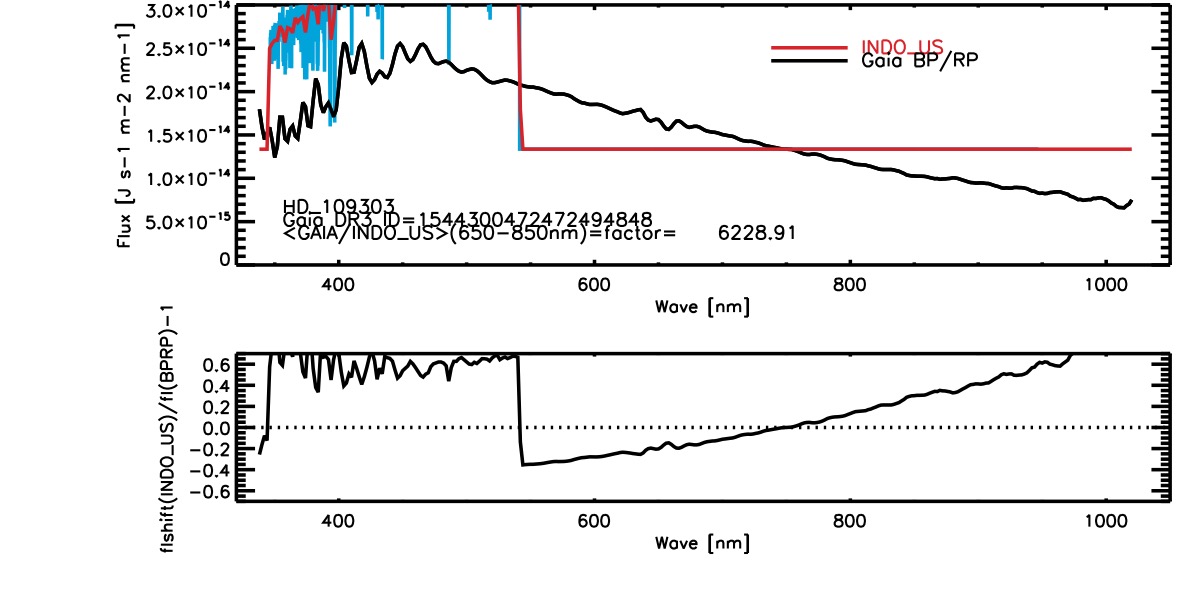 3.0×10−14
2.5×10−14
2.0×10−14
1.5×10−14
1.0×10−14
5.0×10−15
0
Flux [J s−1 m−2 nm−1]
INDO_US
Gaia BP/RP
HD_109303
Gaia DR3 ID=1544300472472494848
<GAIA/INDO_US>(650−850nm)=factor= 6228.91
400 600 800 1000
Wave [nm]
0.6
0.4
0.2
0.0
−0.2
−0.4
−0.6
flshift(INDO_US)/fl(BPRP)−1
400 600 800 1000
Wave [nm]